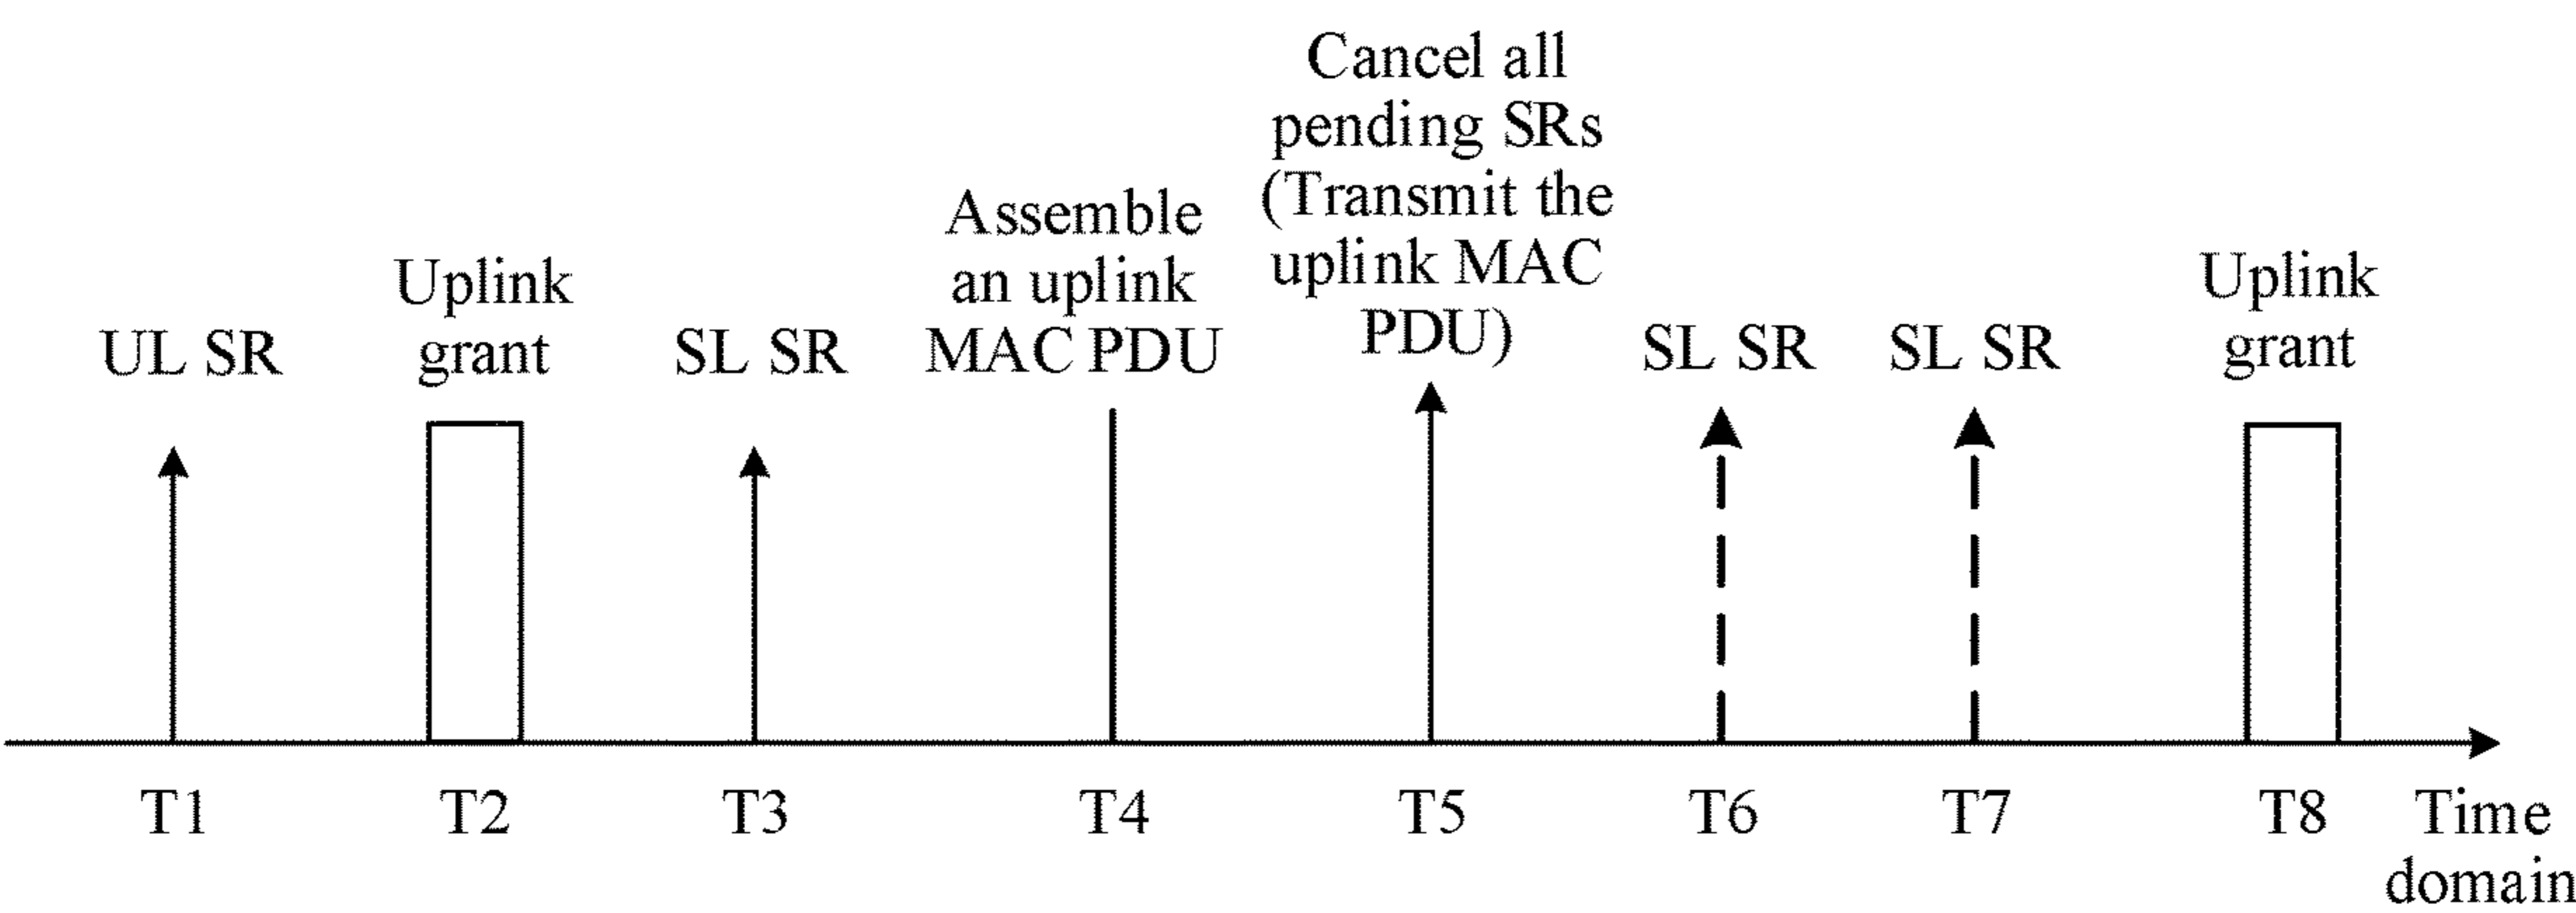 UL SR
Uplink
grant
SL SR
Assemble
an uplink
MAC PDU
Cancel all
pending SRs
(Transmit the
uplink MAC
PDU)
SL SR
SL SR
Uplink
grant
T1
T2
T3
T4
T5
T6
T7
T8
Time
domain